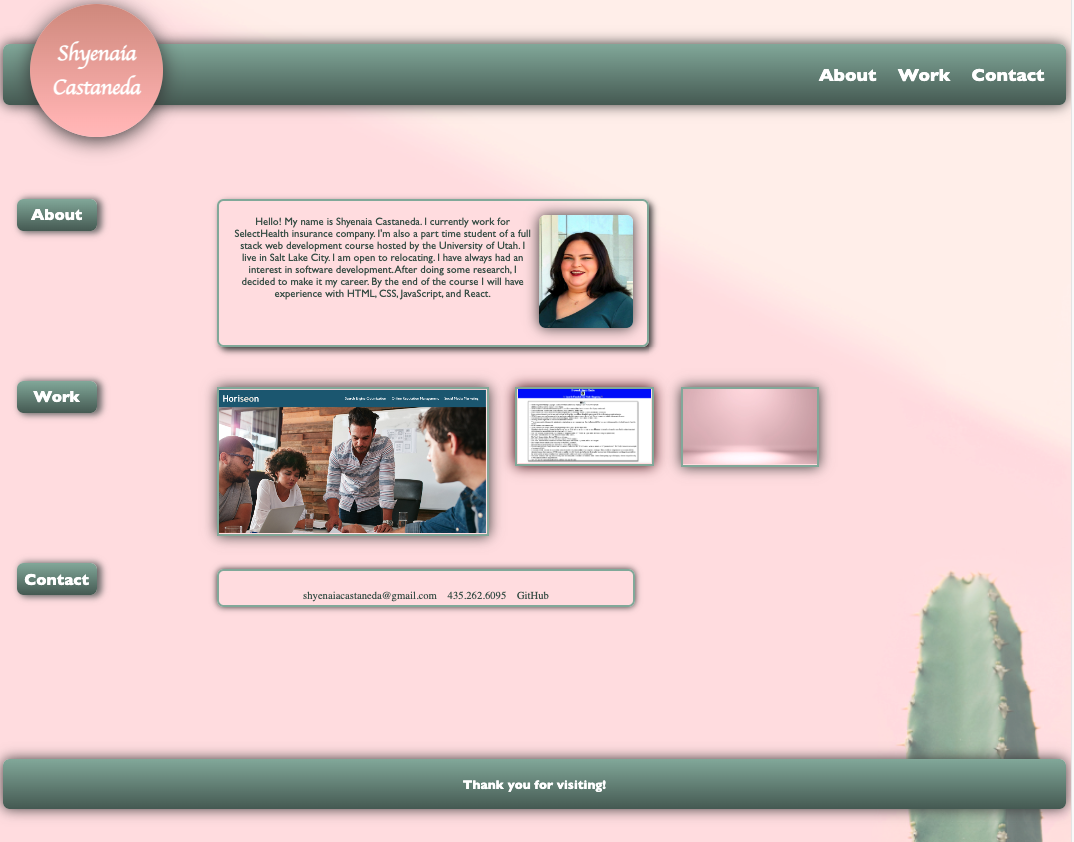 Shyenaia
Castaneda
About Work Contact
About
Hello! My name is Shyenaia Castaneda. I currently work for
SelectHealth insurance company. I'm also a part time student of a full
stack web development course hosted by the University of Utah. I
live in Salt Lake City. I am open to relocating. I have always had an
interest in software development. After doing some research, I
decided to make it my career. By the end of the course I will have
experience with HTML, CSS, JavaScript, and React.
Work
Horiseon
Search Engine Optimization Online Reputation Management Social Media Marketing
Contact
shyenaiacastaneda@gmail.com 435.262.6095 GitHub
Thank you for visiting!